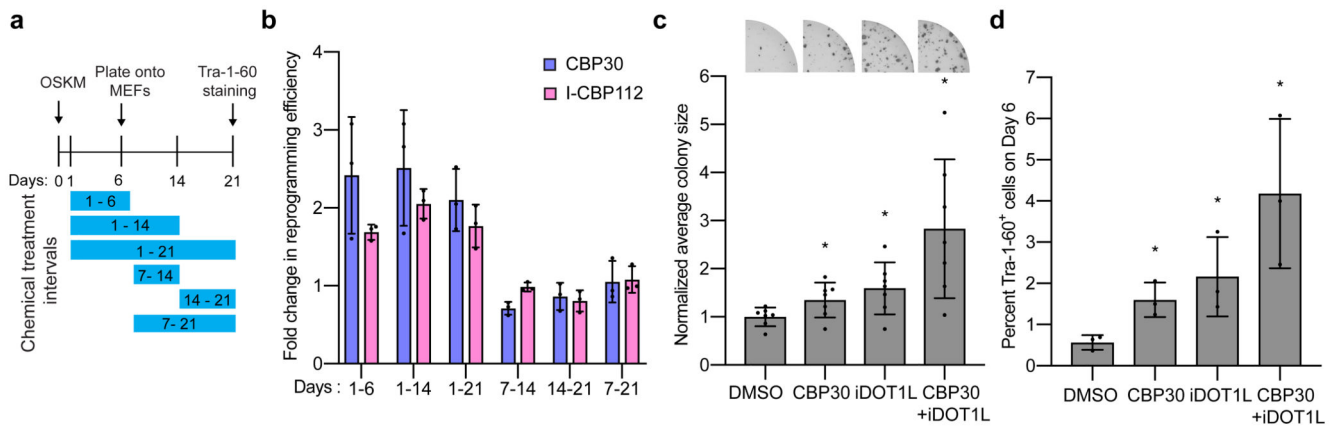 a
OSKM
Plate onto
MEFs
Tra-1-60
staining
Days: 0 1 6 14 21
Chemical treatment
intervals
1 - 6
1 - 14
1 - 21
7- 14
14 - 21
7- 21
b
Fold change in reprogramming efficiency
4
3
2
1
0
CBP30
I-CBP112
Days : 1-6 1-14 1-21 7-14 14-21 7-21
c
Normalized average colony size
6
5
4
3
2
1
0
* * *
DMSO CBP30 iDOT1L CBP30
+iDOT1L
d
Percent Tra-1-60+ cells on Day 6
7
6
5
4
3
2
1
0
* * *
DMSO CBP30 iDOT1L CBP30
+iDOT1L